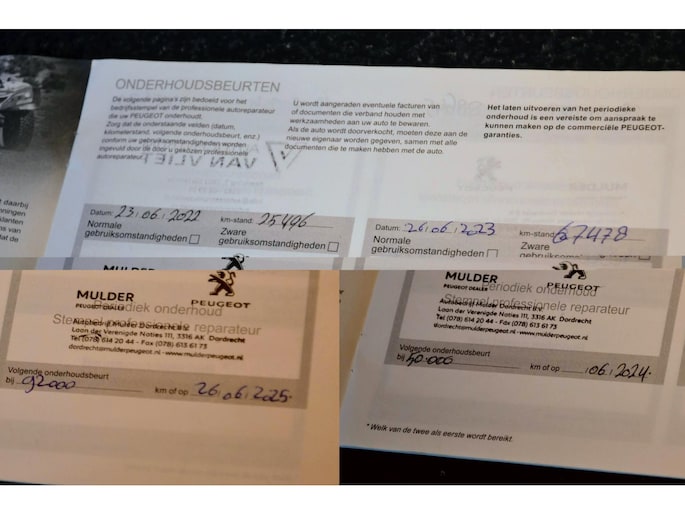 ONDERHOUDSBEURTEN
De volgende pagina's zijn bedoeld voor het
bedrijfsstempel van de professionele autoreparateur
die uw PEUGEOT onderhoudt.
Zorg dat de onderstaande velden (datum,
kilometerstand, volgende onderhoudsbeurt, enz.)
conform uw gebruiksomstandigheden worden
ingevuld door de door u gekozen professionele
autoreparateur.
U wordt aangeraden eventuele facturen van
of documenten die verband houden met
werkzaamheden aan uw auto te bewaren.
Als de auto wordt doorverkocht, moeten deze aan de
nieuwe eigenaar worden gegeven, samen met alle
documenten die te maken hebben met de auto.
Het laten uitvoeren van het periodieke
onderhoud is een vereiste om aanspraak te
kunnen maken op de commerciële PEUGEOT-
garanties.
VAN VLIET
t daarbij
Datum: 23.06.2022 km-stand: 25496
Normale
gebruiksomstandigheden
Zware
gebruiksomstandigheden
Datum: 26.06.2023 km-stand 67478
Normale
gebruiksomstandigheden
Zware
MULDER
PEUGEOT DEALER
PEUGEOT
Periodiek onderhoud
Stempel professionele reparateur
Autobedrijf Mulder Dordrecht B.V.
Laan der Verenigde Naties 111, 3316 AK Dordrecht
Tel (078) 614 20 44 - Fax (078) 613 61 73
dordrecht@mulderpeugeot.nl - www.mulderpeugeot.nl
Volgende onderhoudsbeurt
bij 92000 km of op 26.06.2025.
MULDER
PEUGEOT DEALER
PEUGEOT
Periodiek onderhoud
Stempel professionele reparateur
Autobedrijf Mulder Dordrecht B.V.
Laan der Verenigde Naties 111, 3316 AK Dordrecht
Tel (078) 614 20 44 - Fax (078) 613 61 73
dordrecht@mulderpeugeot.nl - www.mulderpeugeot.nl
Volgende onderhoudsbeurt
bij 50.000 km of op .06.2024.
* Welk van de twee als eerste wordt bereikt.